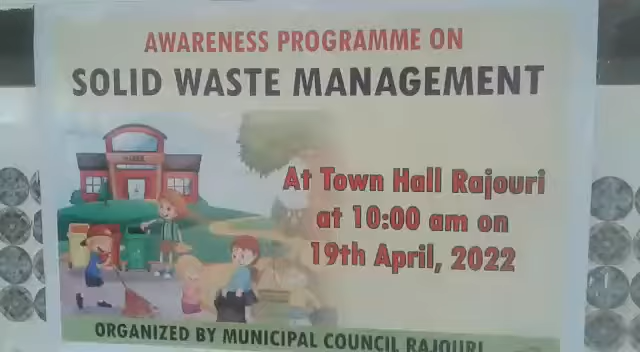 AWARENESS PROGRAMME ON
SOLID WASTE MANAGEMENT
At Town Hall Rajouri
at 10:00 am on
19th April, 2022
ORGANIZED BY MUNICIPAL COUNCIL RAJOURI